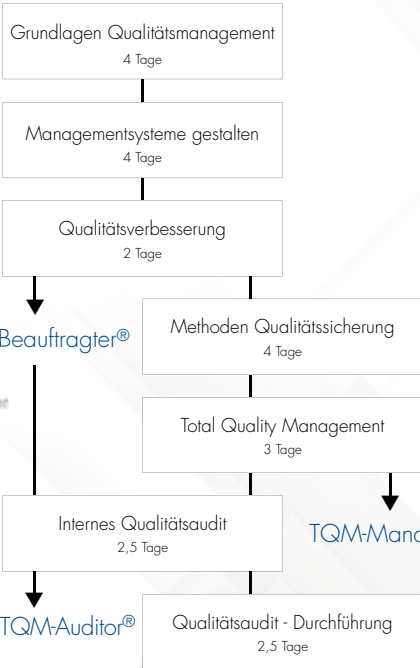 Grundlagen Qualitätsmanagement
4 Tage
Managementsysteme gestalten
4 Tage
Qualitätsverbesserung
2 Tage
Beauftragter®
Methoden Qualitätssicherung
4 Tage
Total Quality Management
3 Tage
Internes Qualitätsaudit
2,5 Tage
TQM-Auditor®
Qualitätsaudit - Durchführung
2,5 Tage